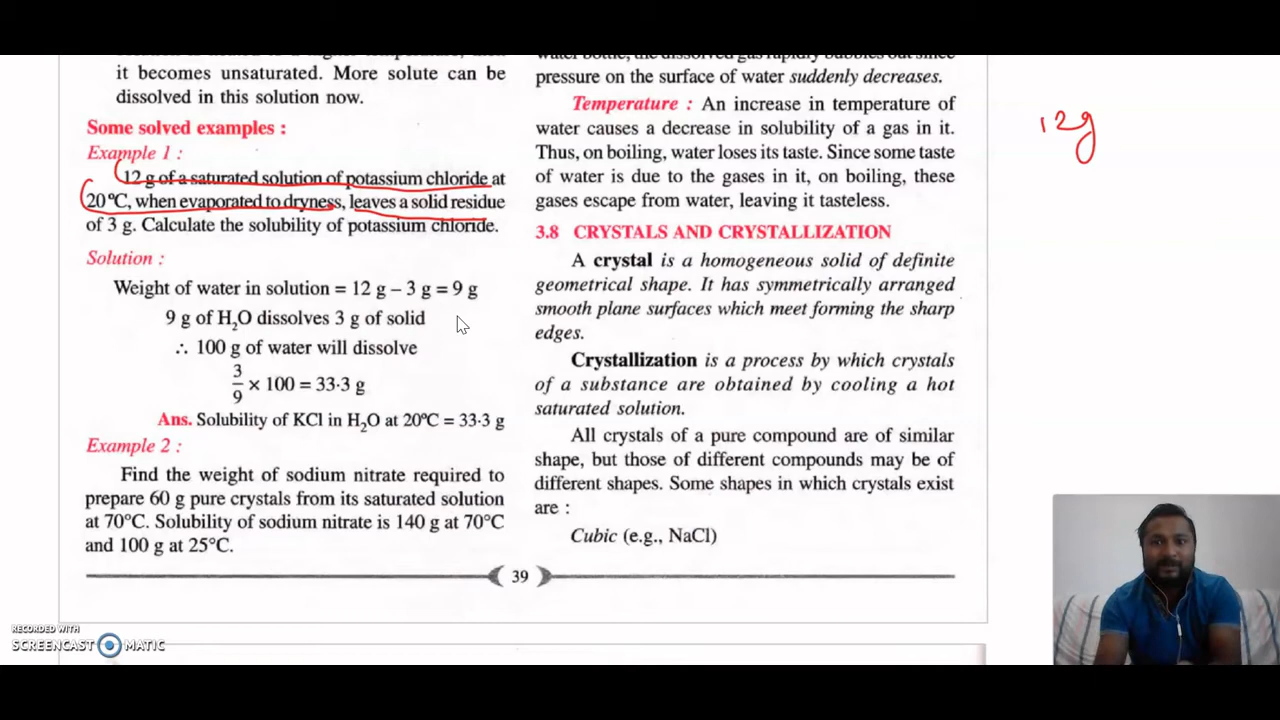 it becomes unsaturated. More solute can be
dissolved in this solution now.
Some solved examples :
Example 1 :
12 g of a saturated solution of potassium chloride at
20ºC, when evaporated to dryness, leaves a solid residue
of 3 g. Calculate the solubility of potassium chloride.
Solution :
Weight of water in solution = 12 g – 3 g = 9 g
9 g of H₂O dissolves 3 g of solid
∴ 100 g of water will dissolve
3/9 × 100 = 33·3 g
Ans. Solubility of KCl in H₂O at 20ºC = 33·3 g
Example 2 :
Find the weight of sodium nitrate required to
prepare 60 g pure crystals from its saturated solution
at 70°C. Solubility of sodium nitrate is 140 g at 70°C
and 100 g at 25°C.
pressure on the surface of water suddenly decreases.
Temperature : An increase in temperature of
water causes a decrease in solubility of a gas in it.
Thus, on boiling, water loses its taste. Since some taste
of water is due to the gases in it, on boiling, these
gases escape from water, leaving it tasteless.
3.8 CRYSTALS AND CRYSTALLIZATION
A crystal is a homogeneous solid of definite
geometrical shape. It has symmetrically arranged
smooth plane surfaces which meet forming the sharp
edges.
Crystallization is a process by which crystals
of a substance are obtained by cooling a hot
saturated solution.
All crystals of a pure compound are of similar
shape, but those of different compounds may be of
different shapes. Some shapes in which crystals exist
are :
Cubic (e.g., NaCl)
39
12g
RECORDED WITH
SCREENCAST MATIC